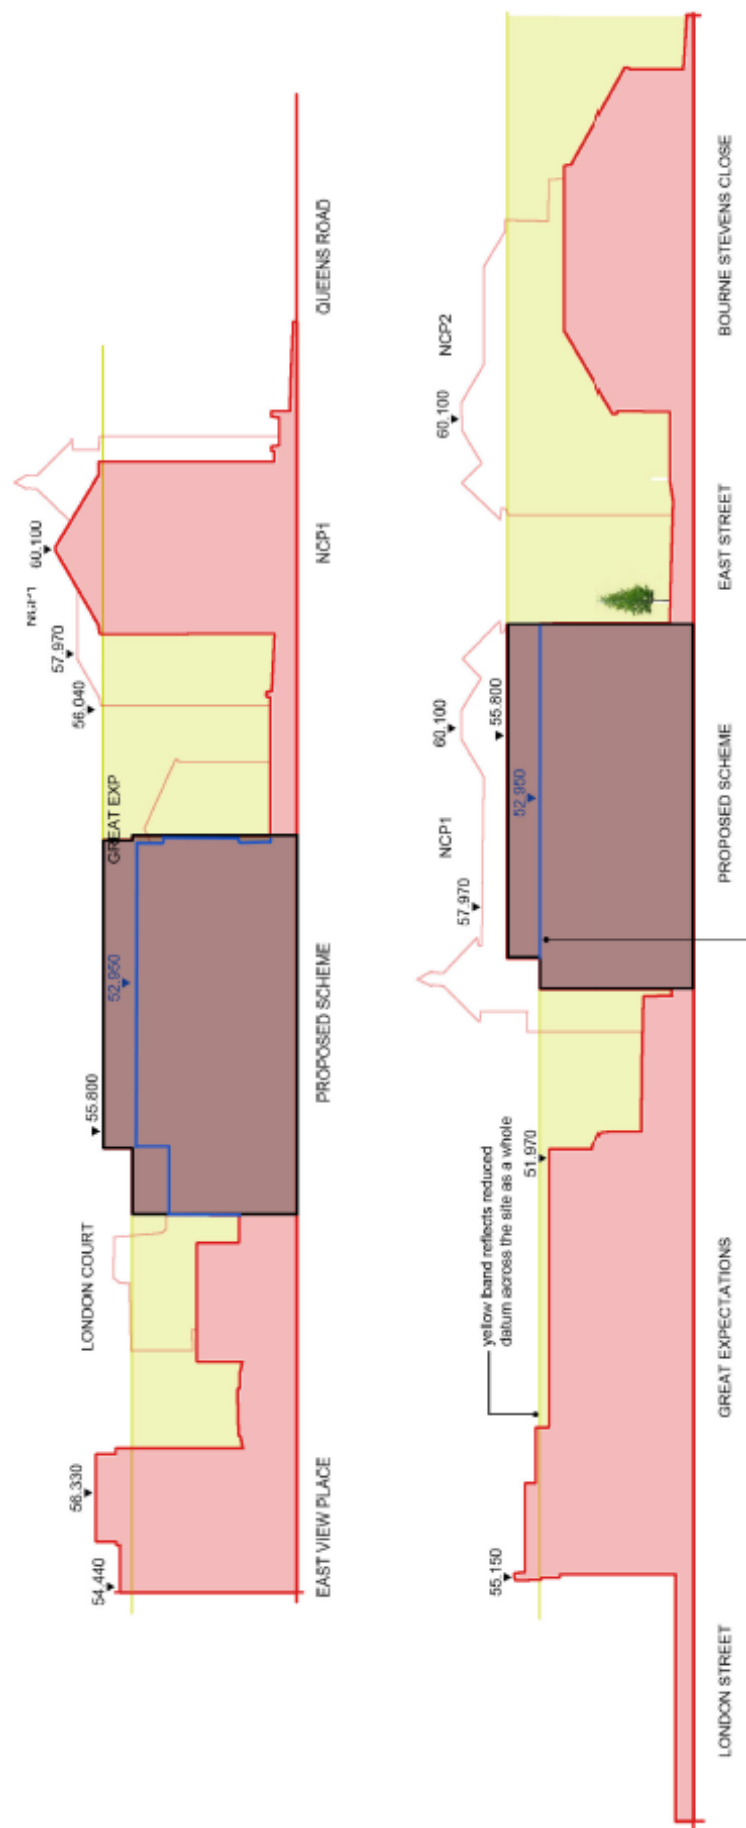 54.440
56.330
LONDON COURT
55.800
52.950
GREAT EXP
56.040
57.970
NCP1
60.100
EAST VIEW PLACE
PROPOSED SCHEME
NCP1
QUEENS ROAD
55.150
yellow band reflects reduced
datum across the site as a whole
51.970
57.970
NCP1
60.100
55.800
52.950
60.100
NCP2
LONDON STREET
GREAT EXPECTATIONS
PROPOSED SCHEME
EAST STREET
BOURNE STEVENS CLOSE